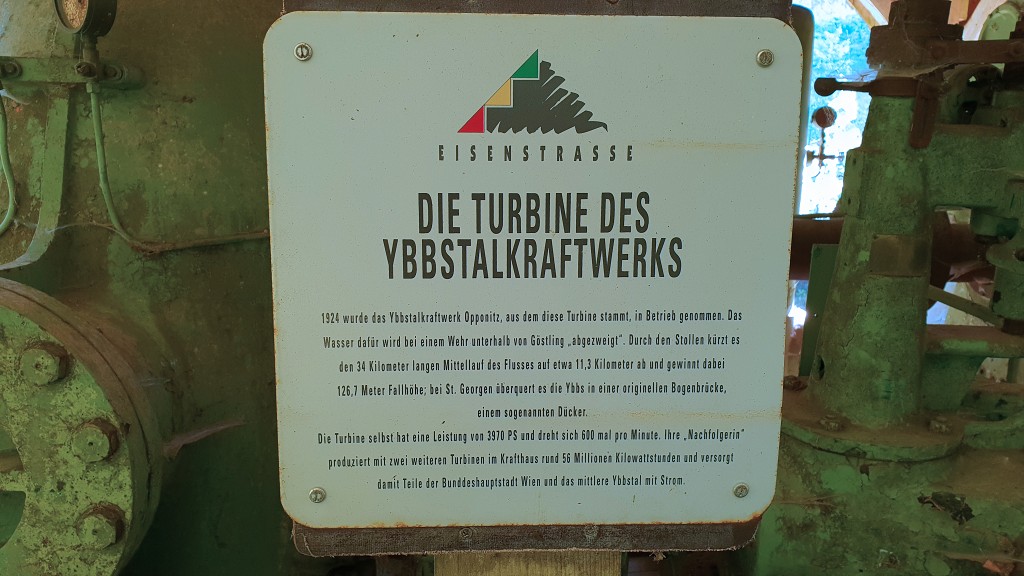 EISENSTRASSE
DIE TURBINE DES
YBBSTALKRAFTWERKS
1924 wurde das Ybbstalkraftwerk Opponitz, aus dem diese Turbine stammt, in Betrieb genommen. Das
Wasser dafür wird bei einem Wehr unterhalb von Göstling „abgezweigt". Durch den Stollen kürzt es
den 34 Kilometer langen Mittellauf des Flusses auf etwa 11,3 Kilometer ab und gewinnt dabei
126,7 Meter Fallhöhe; bei St. Georgen überquert es die Ybbs in einer originellen Bogenbrücke,
einem sogenannten Dücker.
Die Turbine selbst hat eine Leistung von 3970 PS und dreht sich 600 mal pro Minute. Ihre „Nachfolgerin"
produziert mit zwei weiteren Turbinen im Krafthaus rund 56 Millionen Kilowattstunden und versorgt
damit Teile der Bunddeshauptstadt Wien und das mittlere Ybbstal mit Strom.